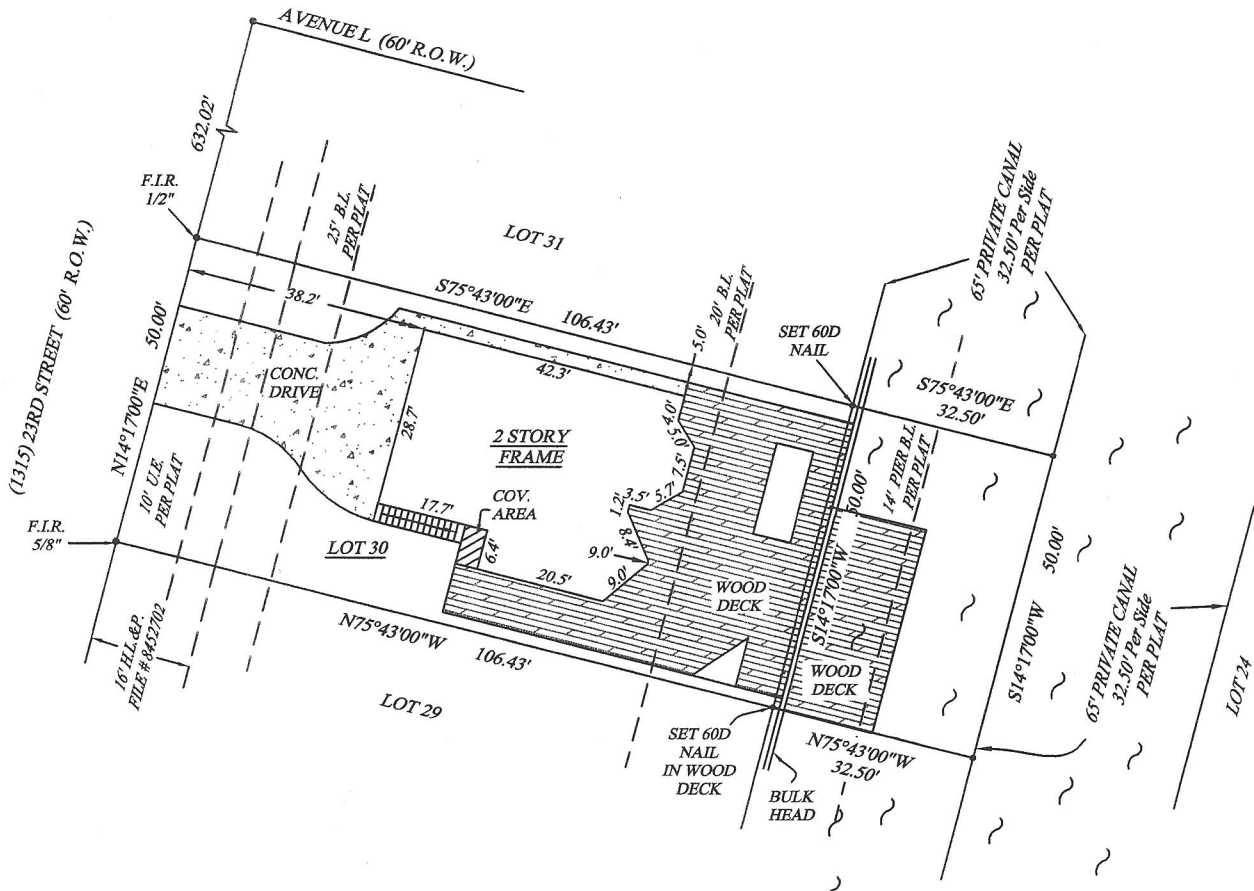 AVENUE L (60' R.O.W.)
632.02'
F.I.R.
1/2"
(1315) 23RD STREET (60' R.O.W.)
25' B.L.
PER PLAT
LOT 31
65' PRIVATE CANAL
32.50' Per Side
PER PLAT
38.2'
S75°43'00"E
106.43'
5.0'
20' B.L.
PER PLAT
SET 60D
NAIL
S75°43'00"E
32.50'
50.00'
N14°17'00"E
CONC.
DRIVE
42.3'
28.7'
2 STORY
FRAME
4.0'
5.0'
7.5'
5.7'
3.5'
1.2'
8.4'
9.0'
9.0'
14' PIER B.L.
PER PLAT
50.00'
S14°17'00"W
10' U.E.
PER PLAT
17.7'
COV.
AREA
6.4'
20.5'
F.I.R.
5/8"
LOT 30
WOOD
DECK
WOOD
DECK
50.00'
S14°17'00"W
65' PRIVATE CANAL
32.50' Per Side
PER PLAT
LOT 24
16' H.L.&P.
FILE # 8452702
N75°43'00"W
106.43'
LOT 29
SET 60D
NAIL
IN WOOD
DECK
N75°43'00"W
32.50'
BULK
HEAD